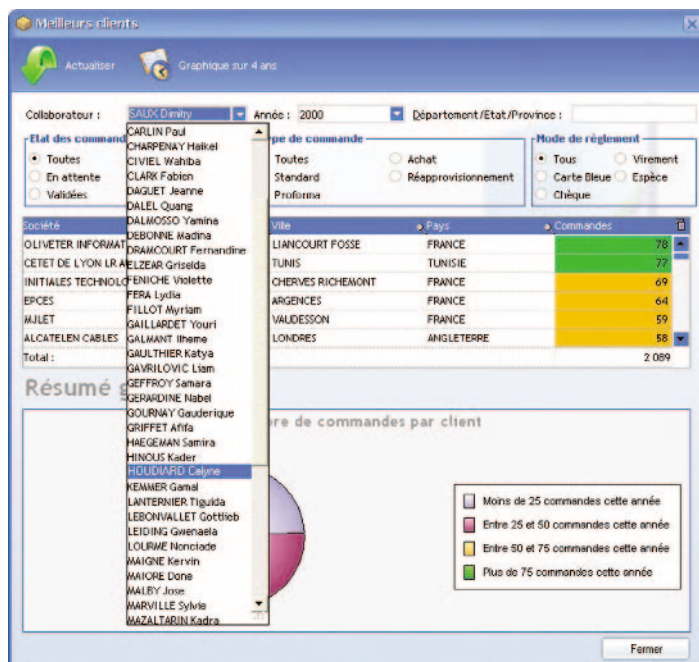 Meilleurs clients
Actualiser Graphique sur 4 ans
Collaborateur : SAUX Dimitry Année : 2000 Département/Etat/Province :
Etat des command pe de commande Mode de règlement
Toutes Toutes Achat Tous Virement
En attente Standard Réapprovisionnement Carte Bleue Espèce
Validées Proforma Chèque
Société Ville Pays Commandes
OLIVETER INFORMAT LIANCOURT FOSSE FRANCE 78
CETET DE LYON LR A TUNIS TUNISIE 77
INITIALES TECHNOLO CHERVES RICHEMONT FRANCE 69
EPCES ARGENCES FRANCE 64
MJLET VAUDESSON FRANCE 59
ALCATELEN CABLES LONDRES ANGLETERRE 58
Total : 2 089
CARLIN Paul
CHARPENAY Haikel
CIVIEL Wahiba
CLARK Fabien
DAGUET Jeanne
DALEL Quang
DALMOSSO Yamina
DEBONNE Madina
DRAMCOURT Fernandine
ELZEAR Griselda
FENICHE Violette
FERA Lydia
FILLOT Myriam
GAILLARDET Youri
GALMANT Ilheme
GAULTHIER Katya
GAVRILOVIC Liam
GEFFROY Samara
GERARDINE Nabel
GOURNAY Gauderique
GRIFFET Afifa
HAEGEMAN Samira
HINOUS Kader
HOUDIARD Celyne
KEMMER Gamal
LANTERNIER Tiguida
LEBONVALLET Gottlieb
LEIDING Gwenaela
LOURME Nonciade
MAIGNE Kervin
MAIORE Done
MALBY Jose
MARVILLE Sylvie
MAZALTARIN Kadra
Résumé g
re de commandes par client
Moins de 25 commandes cette année
Entre 25 et 50 commandes cette année
Entre 50 et 75 commandes cette année
Plus de 75 commandes cette année
Fermer